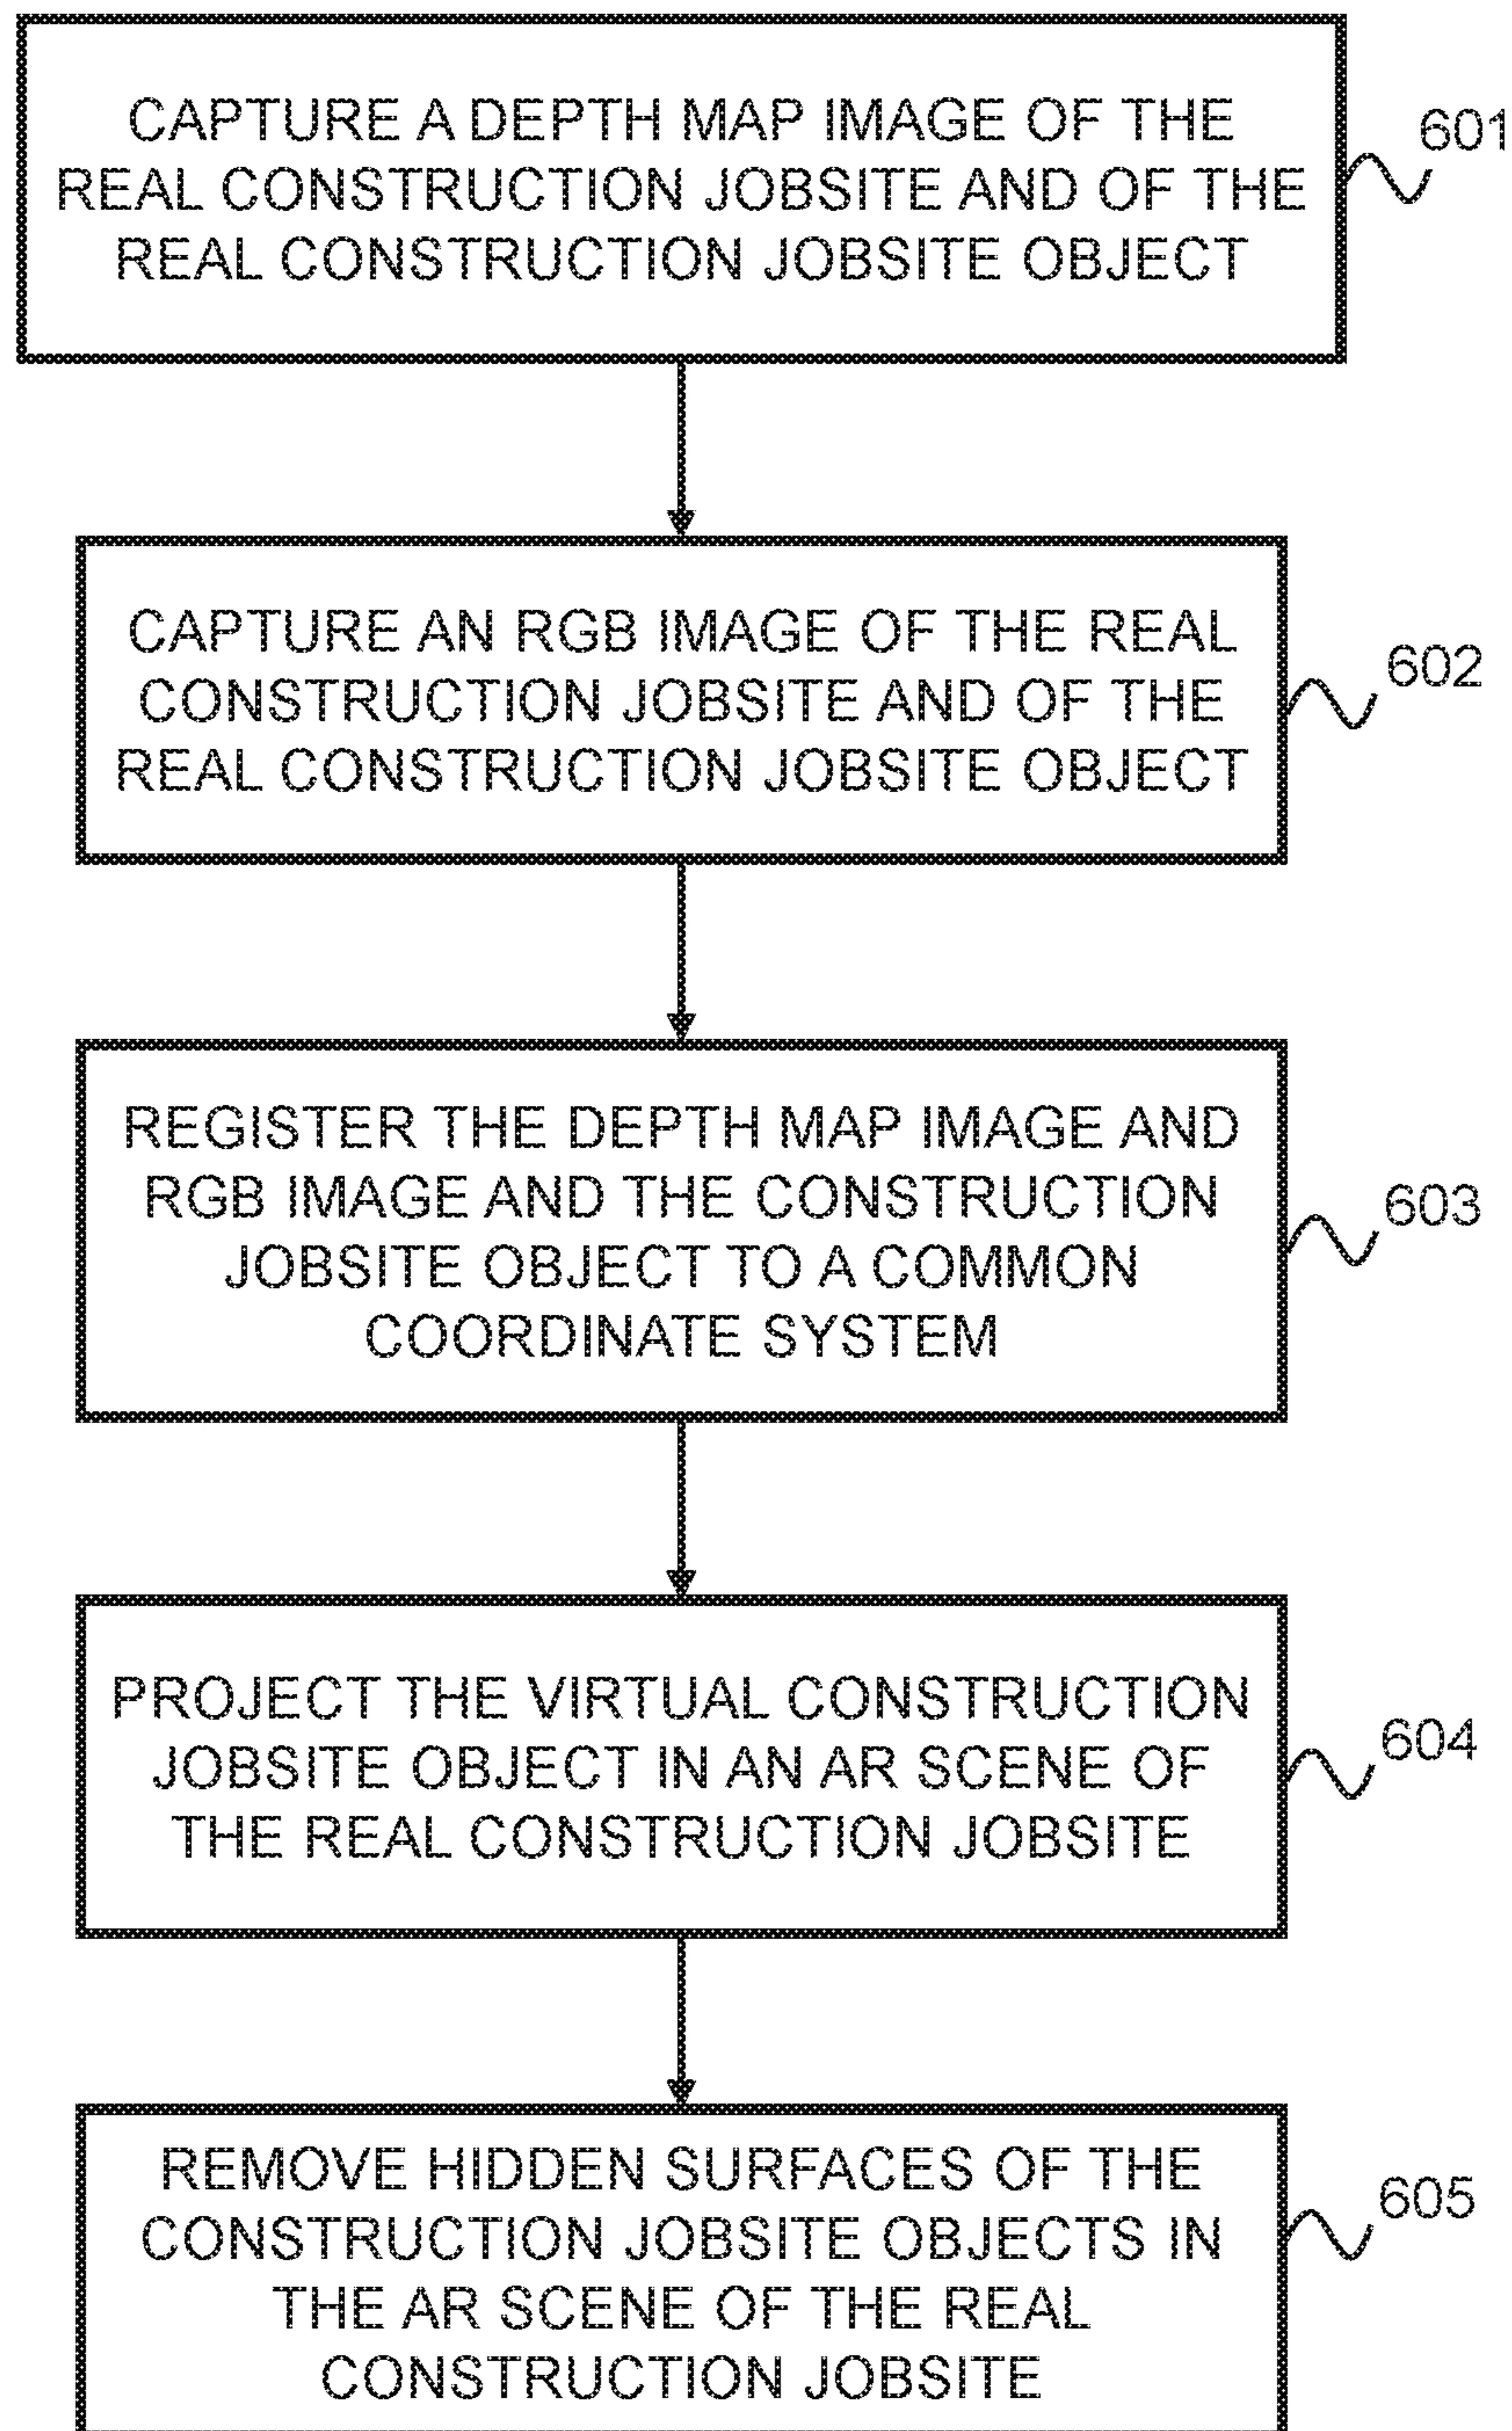 CAPTURE A DEPTH MAP IMAGE OF THE
REAL CONSTRUCTION JOBSITE AND OF THE
REAL CONSTRUCTION JOBSITE OBJECT
601
CAPTURE AN RGB IMAGE OF THE REAL
CONSTRUCTION JOBSITE AND OF THE
REAL CONSTRUCTION JOBSITE OBJECT
602
REGISTER THE DEPTH MAP IMAGE AND
RGB IMAGE AND THE CONSTRUCTION
JOBSITE OBJECT TO A COMMON
COORDINATE SYSTEM
603
PROJECT THE VIRTUAL CONSTRUCTION
JOBSITE OBJECT IN AN AR SCENE OF
THE REAL CONSTRUCTION JOBSITE
604
REMOVE HIDDEN SURFACES OF THE
CONSTRUCTION JOBSITE OBJECTS IN
THE AR SCENE OF THE REAL
CONSTRUCTION JOBSITE
605